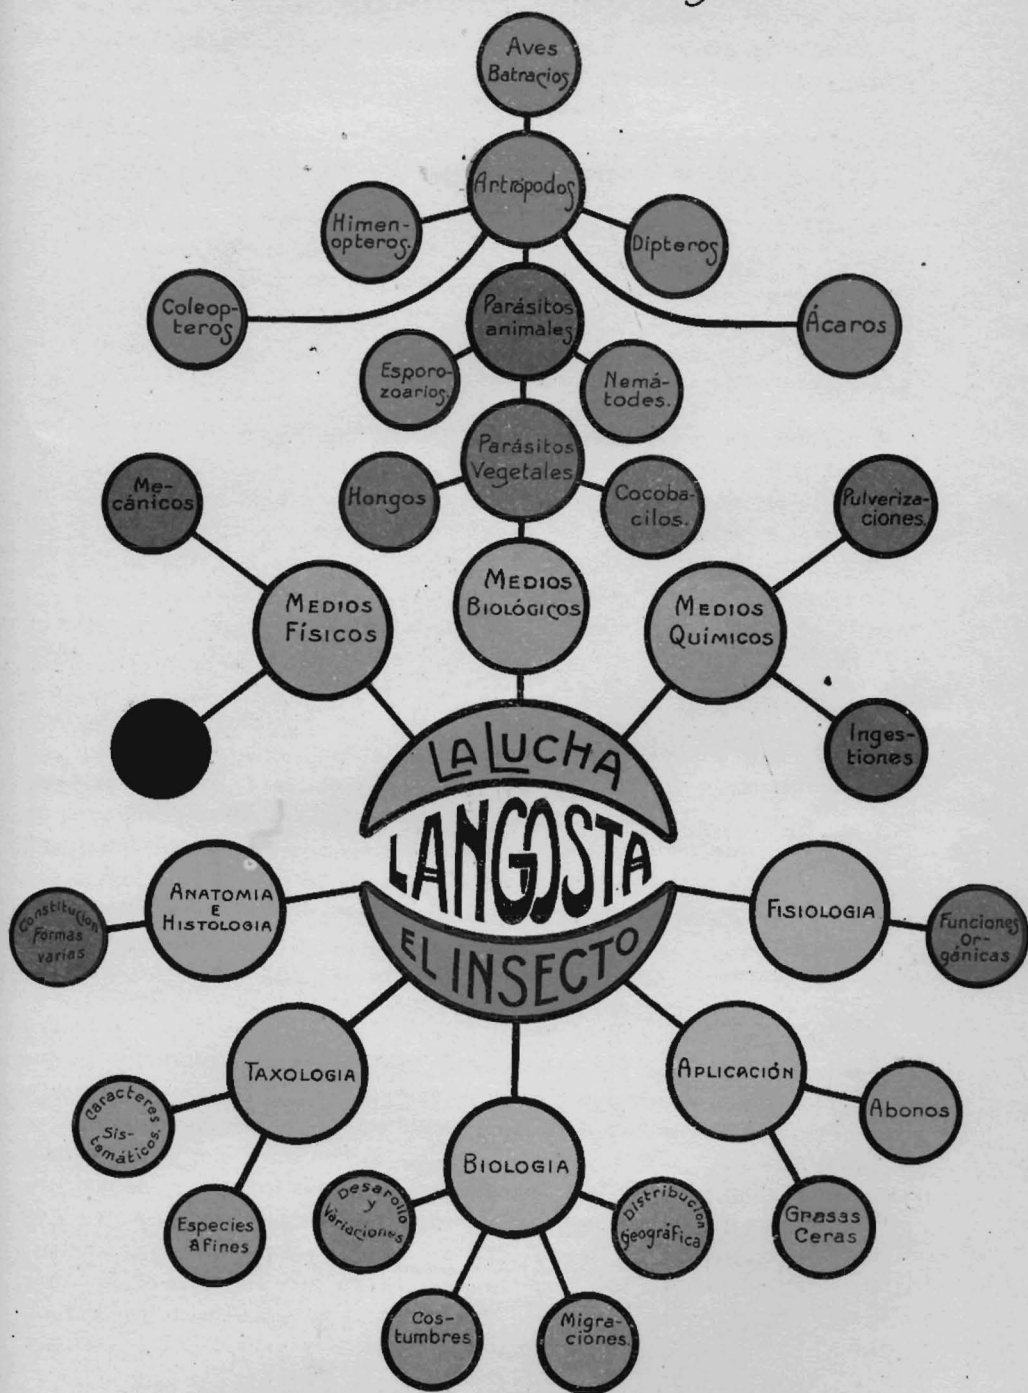 Aves
Batracios
Artrópodos
Himen-
opteros.
Dipteros
Coleop-
teros
Parásitos
animales
Ácaros
Esporo-
zoarios.
Nemá-
todes.
Parásitos
Vegetales
Me-
cánicos
Hongos
Cocoba-
cilos.
Pulveriza-
ciones.
MEDIOS
FÍSICOS
MEDIOS
BIOLÓGICOS
MEDIOS
QUÍMICOS
Inges-
tiones
LA LUCHA
LANGOSTA
EL INSECTO
ANATOMIA
E
HISTOLOGIA
Constitucion
Formas
varias
FISIOLOGIA
Funciones
Or-
gánicas
TAXOLOGIA
APLICACIÓN
Caracteres
Sis-
temáticos.
Abonos
BIOLOGIA
Especies
afines
Desarollo
y
Variaciones
Distribucion
Geográfica
Grasas
Ceras
Cos-
tumbres
Migra-
ciones.